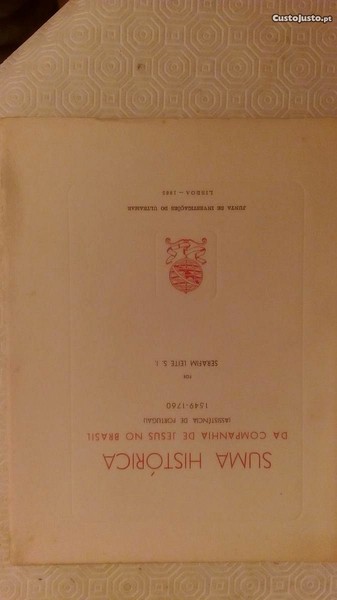 SUMA HISTÓRICA
DA COMPANHIA DE JESUS NO BRASIL
(ASSISTÊNCIA DE PORTUGAL)
1549-1760
POR
SERAFIM LEITE S. I.
JUNTA DE INVESTIGAÇÕES DO ULTRAMAR
LISBOA — 1965
CustoJusto.pt